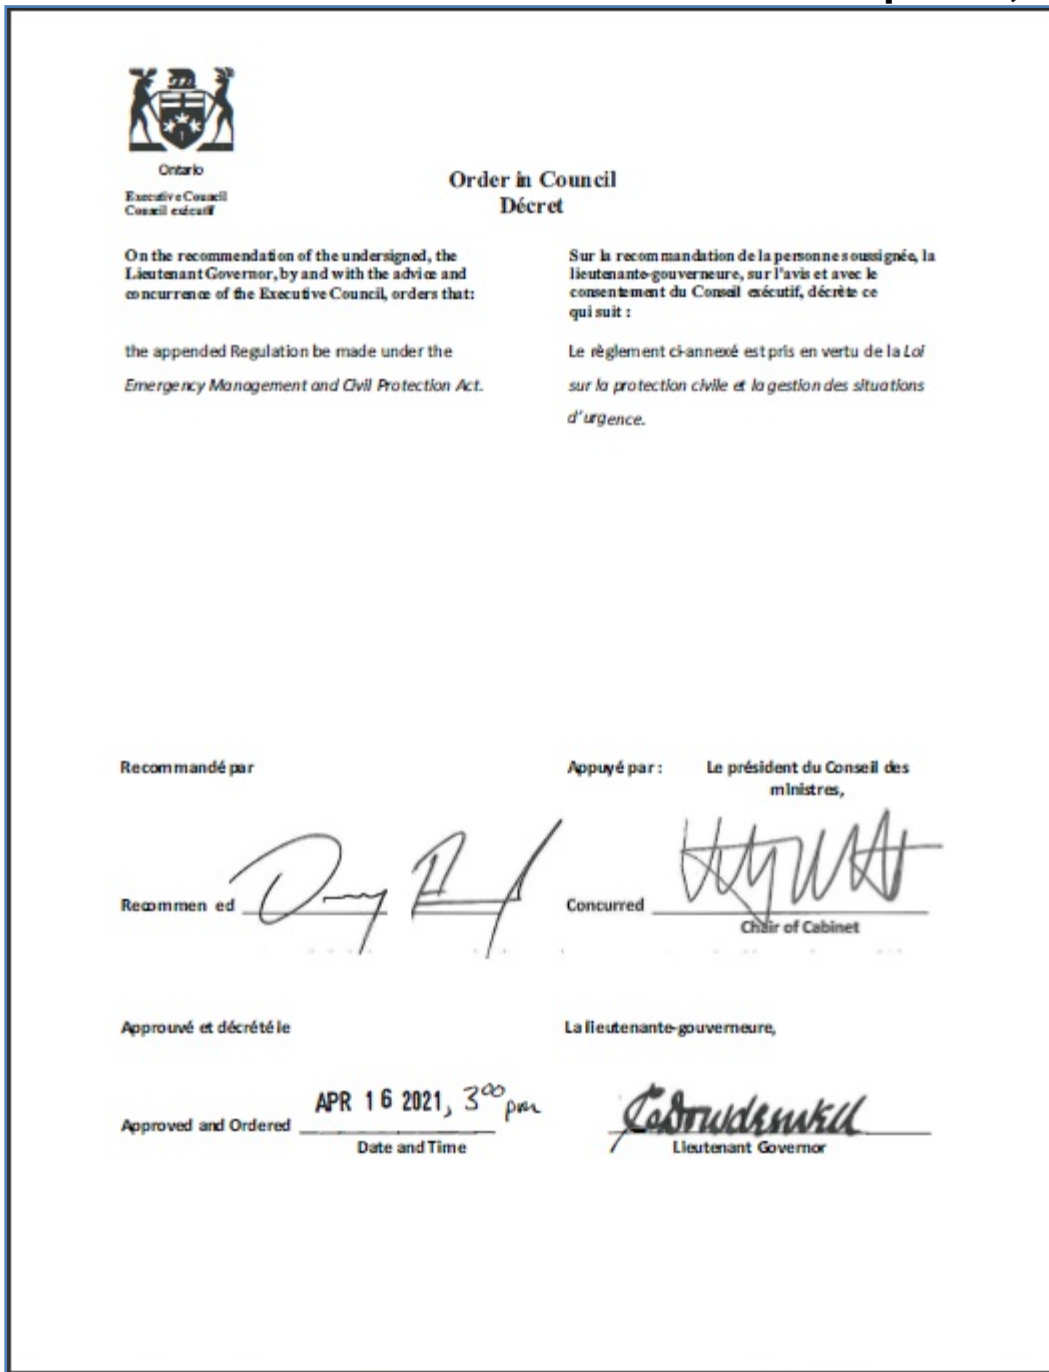 Ontario
Executive Council
Conseil exécutif
Order in Council
Décret
On the recommendation of the undersigned, the
Lieutenant Governor, by and with the advice and
concurrence of the Executive Council, orders that:
the appended Regulation be made under the
Emergency Management and Civil Protection Act.
Sur la recommandation de la personne soussignée, la
lieutenante-gouverneure, sur l'avis et avec le
consentement du Conseil exécutif, décrète ce
qui suit :
Le règlement ci-annexé est pris en vertu de la Loi
sur la protection civile et la gestion des situations
d'urgence.
Recommandé par
Appuyé par : Le président du Conseil des
ministres,
Recommen ed
Concurred
Chair of Cabinet
Approuvé et décrété le
La lieutenante-gouverneure,
APR 16 2021, 3⁰⁰ pm
Approved and Ordered
Date and Time
Lieutenant Governor